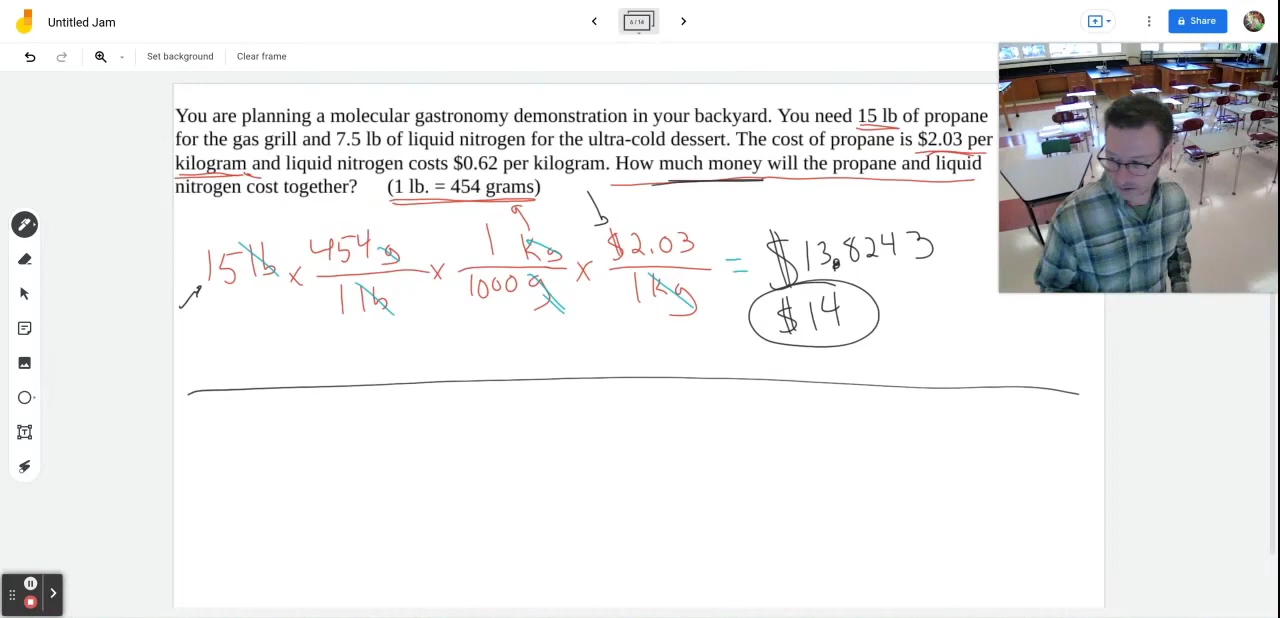 Untitled Jam
6 / 14
Share
Set background
Clear frame
You are planning a molecular gastronomy demonstration in your backyard. You need 15 lb of propane
for the gas grill and 7.5 lb of liquid nitrogen for the ultra-cold dessert. The cost of propane is $2.03 per
kilogram and liquid nitrogen costs $0.62 per kilogram. How much money will the propane and liquid
nitrogen cost together? (1 lb. = 454 grams)
15 lb x 454 g / 1 lb x 1 kg / 1000 g x $2.03 / 1 kg = $13.8243
$14